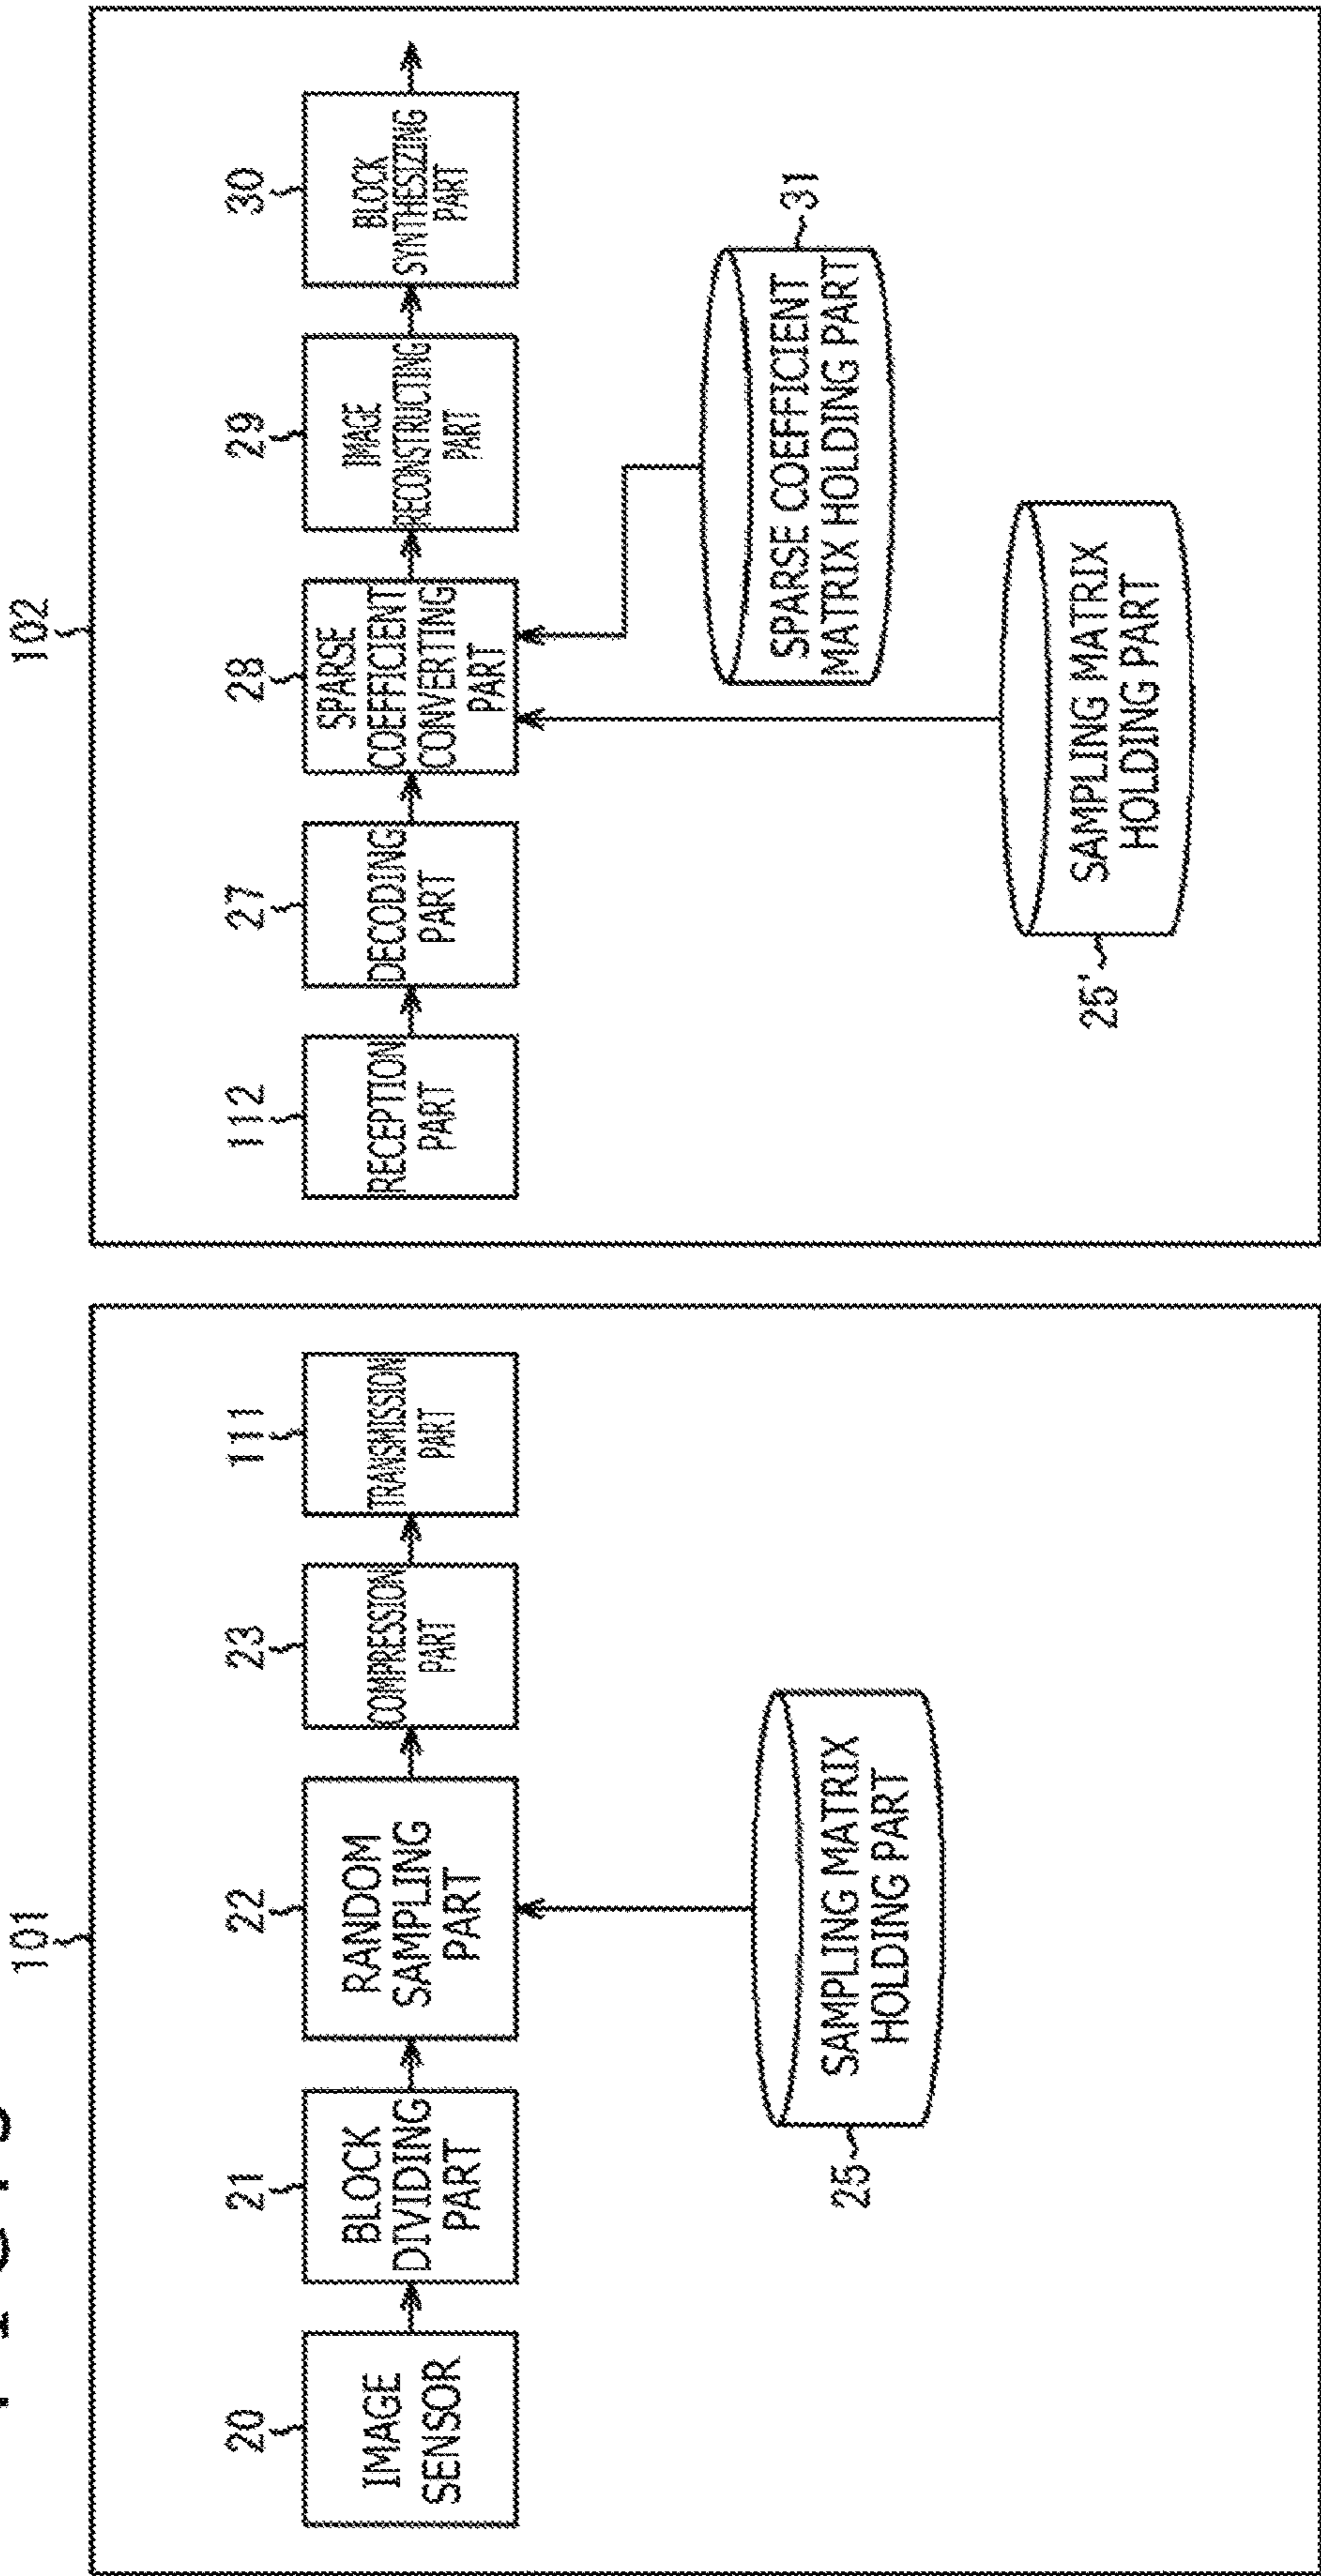 101
20
IMAGE
SENSOR
21
BLOCK
DIVIDING
PART
22
RANDOM
SAMPLING
PART
23
COMPRESSION
PART
111
TRANSMISSION
PART
25
SAMPLING MATRIX
HOLDING PART
102
112
RECEPTION
PART
27
DECODING
PART
28
SPARSE
COEFFICIENT
CONVERTING
PART
29
IMAGE
RECONSTRUCTING
PART
30
BLOCK
SYNTHESIZING
PART
31
SPARSE COEFFICIENT
MATRIX HOLDING PART
25'
SAMPLING MATRIX
HOLDING PART